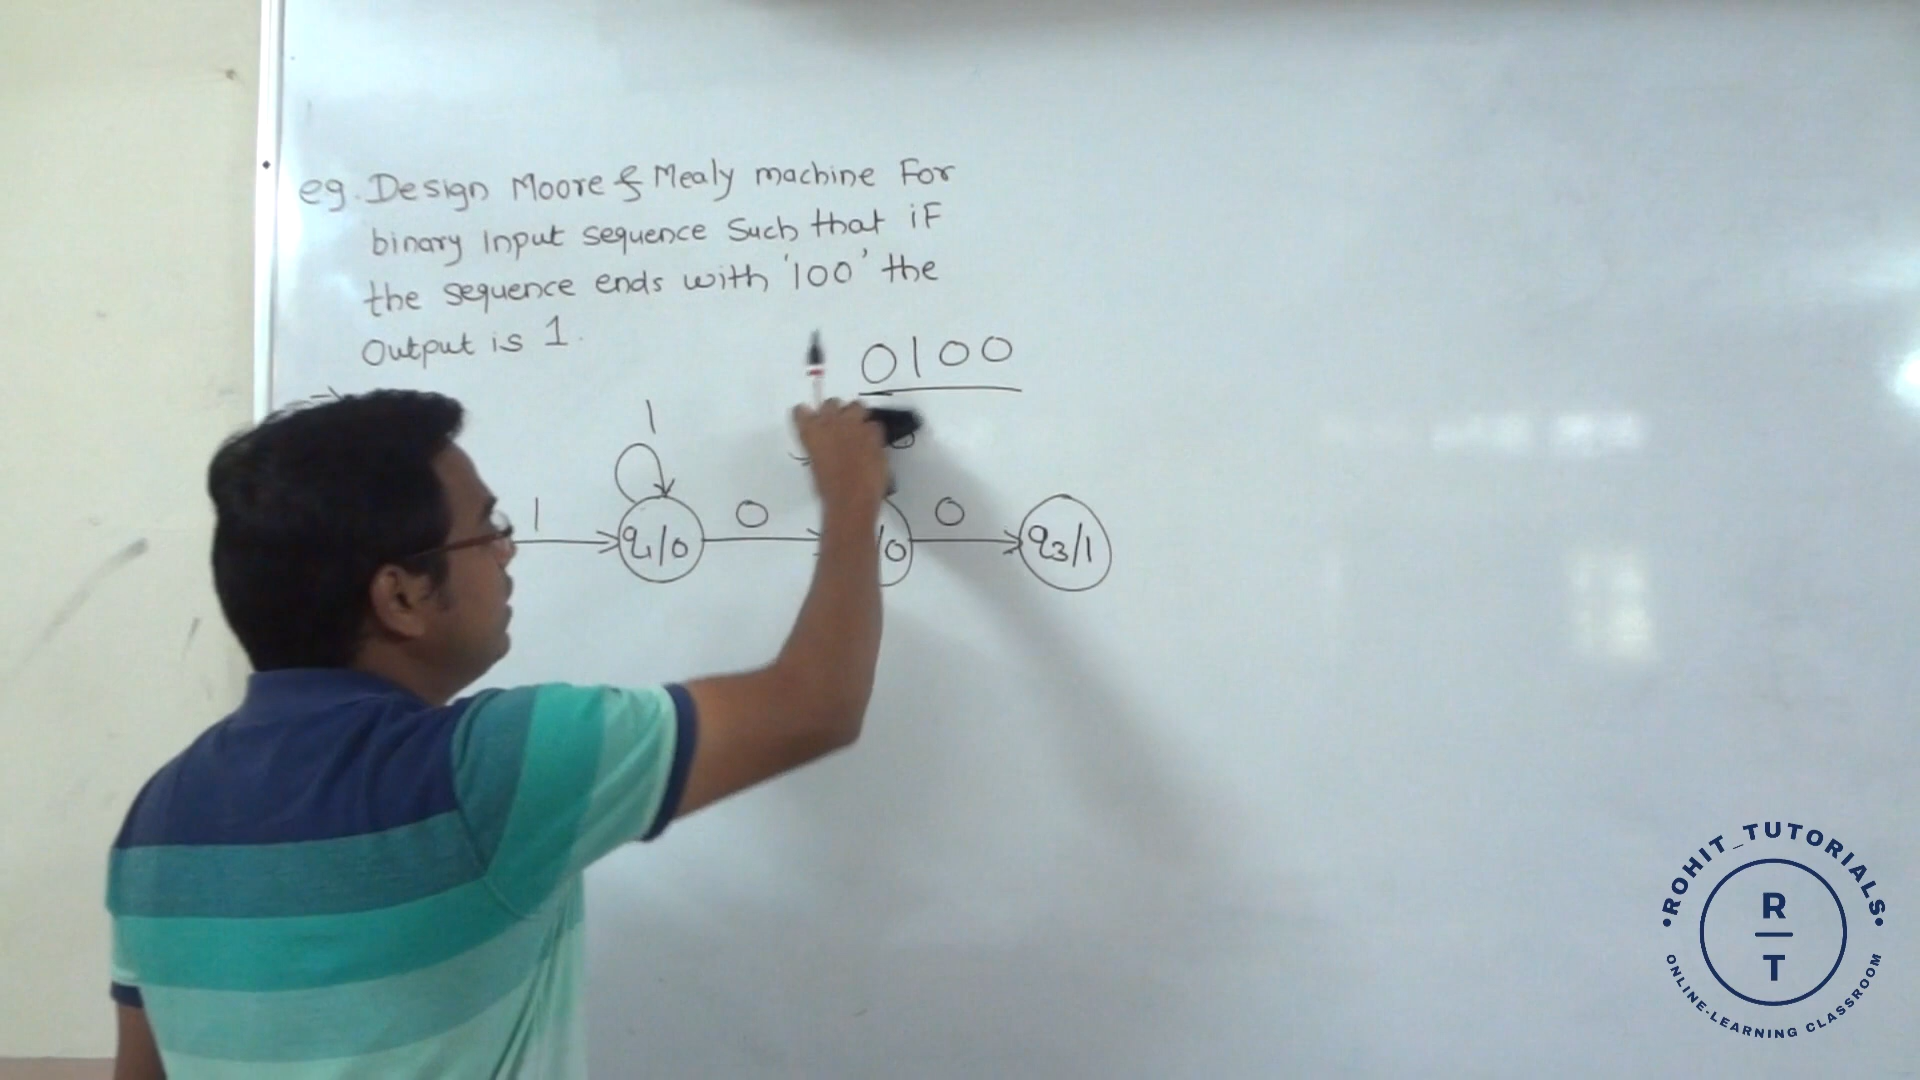 eg. Design Moore & Mealy machine For
binary input sequence Such that iF
the sequence ends with '100' the
Output is 1.
0100
1
1 0 0
q1/0 /0 q3/1
ROHIT_TUTORIALS
R
T
ONLINE-LEARNING CLASSROOM